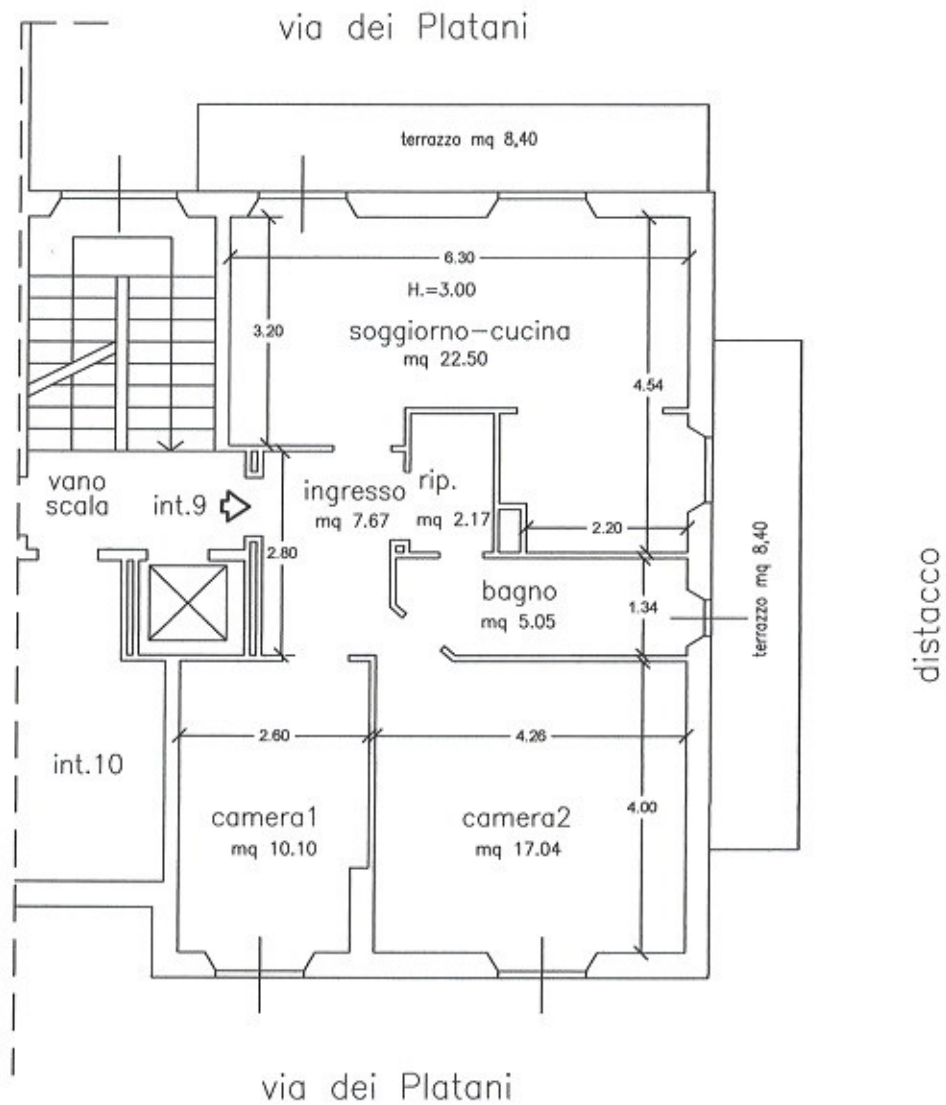 via dei Platani
terrazzo mq 8,40
6.30
H.=3.00
3.20
soggiorno-cucina
mq 22.50
4.54
vano
scala
int.9
ingresso
mq 7.67
rip.
mq 2.17
2.20
2.80
bagno
mq 5.05
1.34
terrazzo mq 8,40
distacco
2.60
4.26
int.10
camera1
mq 10.10
camera2
mq 17.04
4.00
via dei Platani